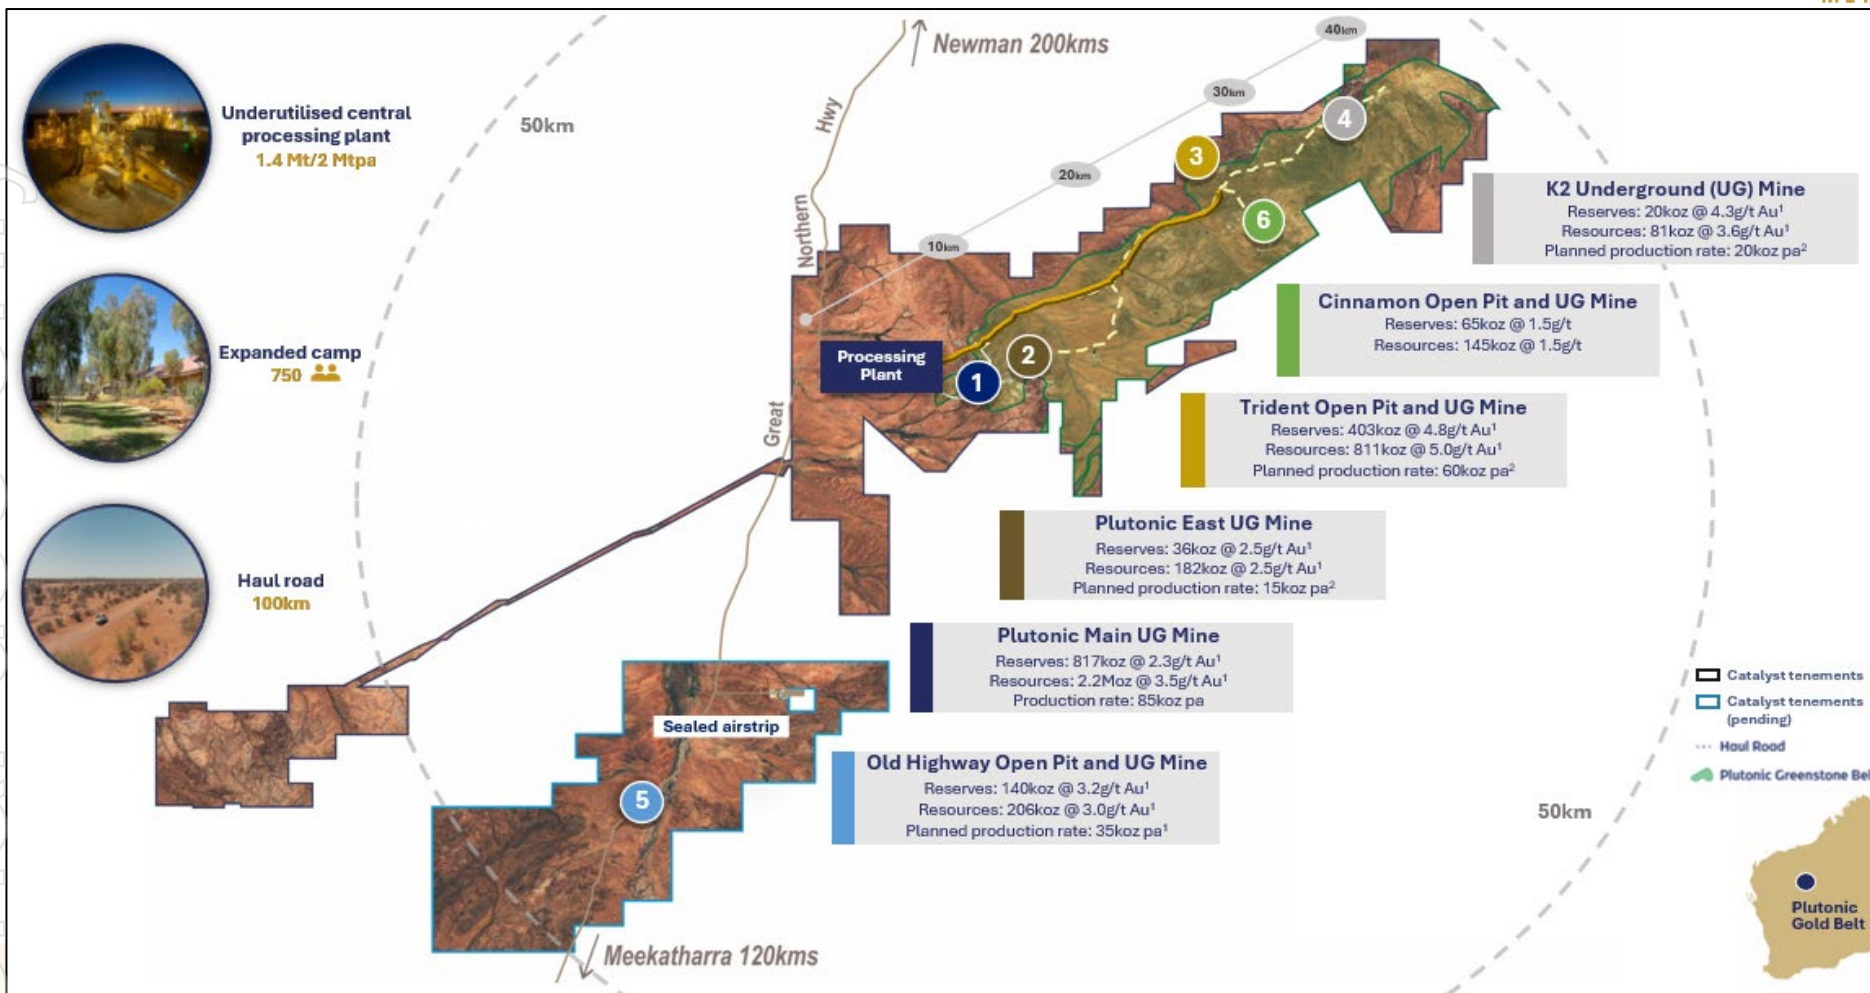 Newman 200kms
40km
30km
20km
10km
50km
Hwy
Northern
Great
Underutilised central
processing plant
1.4 Mt/2 Mtpa
Expanded camp
750
Haul road
100km
3
4
6
2
1
Processing
Plant
K2 Underground (UG) Mine
Reserves: 20koz @ 4.3g/t Au¹
Resources: 81koz @ 3.6g/t Au¹
Planned production rate: 20koz pa²
Cinnamon Open Pit and UG Mine
Reserves: 65koz @ 1.5g/t
Resources: 145koz @ 1.5g/t
Trident Open Pit and UG Mine
Reserves: 403koz @ 4.8g/t Au¹
Resources: 811koz @ 5.0g/t Au¹
Planned production rate: 60koz pa²
Plutonic East UG Mine
Reserves: 36koz @ 2.5g/t Au¹
Resources: 182koz @ 2.5g/t Au¹
Planned production rate: 15koz pa²
Plutonic Main UG Mine
Reserves: 817koz @ 2.3g/t Au¹
Resources: 2.2Moz @ 3.5g/t Au¹
Production rate: 85koz pa
Sealed airstrip
5
Old Highway Open Pit and UG Mine
Reserves: 140koz @ 3.2g/t Au¹
Resources: 206koz @ 3.0g/t Au¹
Planned production rate: 35koz pa¹
Meekatharra 120kms
50km
Catalyst tenements
Catalyst tenements
(pending)
Haul Road
Plutonic Greenstone Bel
Plutonic
Gold Belt